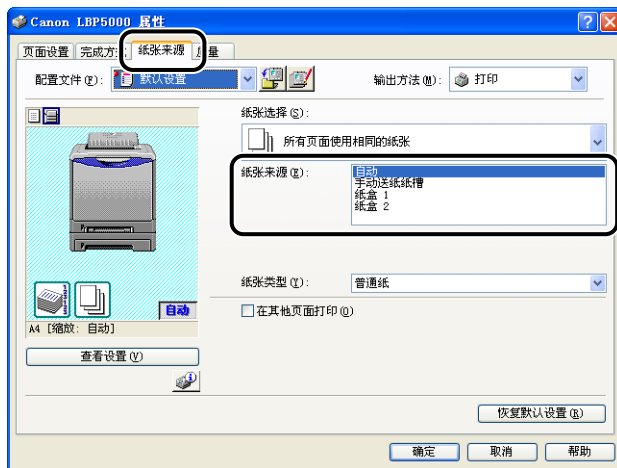 Canon LBP5000 属性
页面设置 完成方式 纸张来源 质量
配置文件(F): 默认设置 输出方法(M): 打印
纸张选择(S):
所有页面使用相同的纸张
纸张来源(E):
自动
手动送纸纸槽
纸盒 1
纸盒 2
纸张类型(Y): 普通纸
自动
在其他页面打印(O)
A4 [缩放: 自动]
查看设置(V)
恢复默认设置(R)
确定 取消 帮助